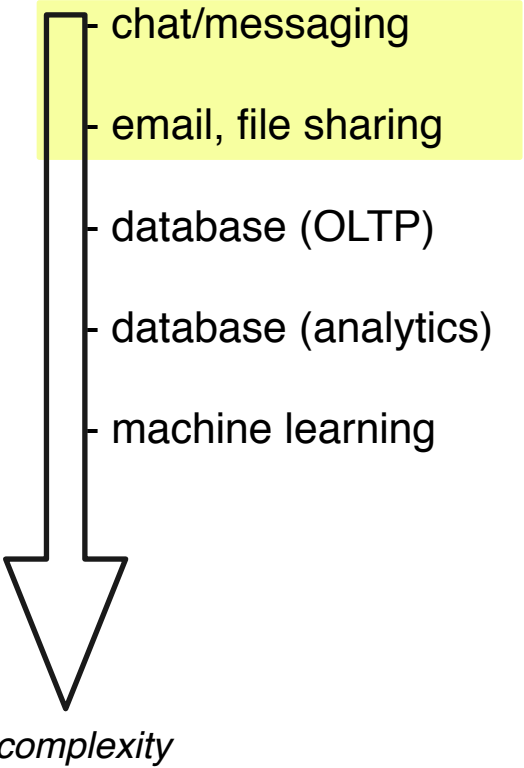 - chat/messaging
- email, file sharing
- database (OLTP)
- database (analytics)
- machine learning
complexity